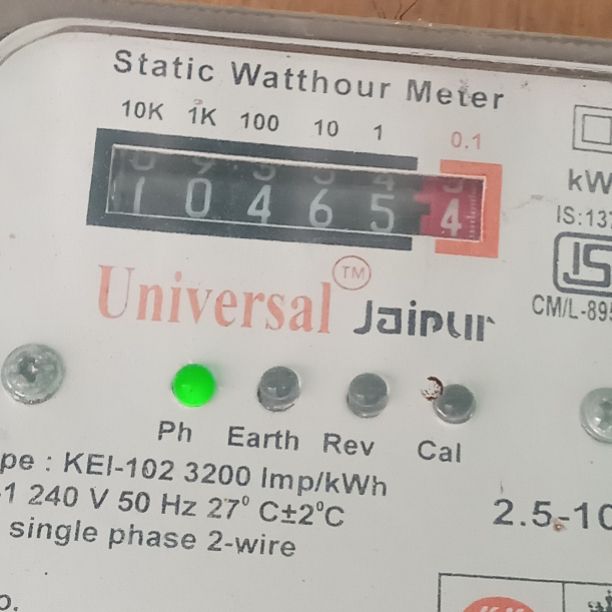 Static Watthour Meter
10K 1K 100 10 1 0.1
1 0 4 6 5 4
kW
IS:13
CM/L-895
Universal TM Jaipur
Ph Earth Rev Cal
pe : KEI-102 3200 Imp/kWh
-1 240 V 50 Hz 27° C±2°C
2.5-10
single phase 2-wire
o.